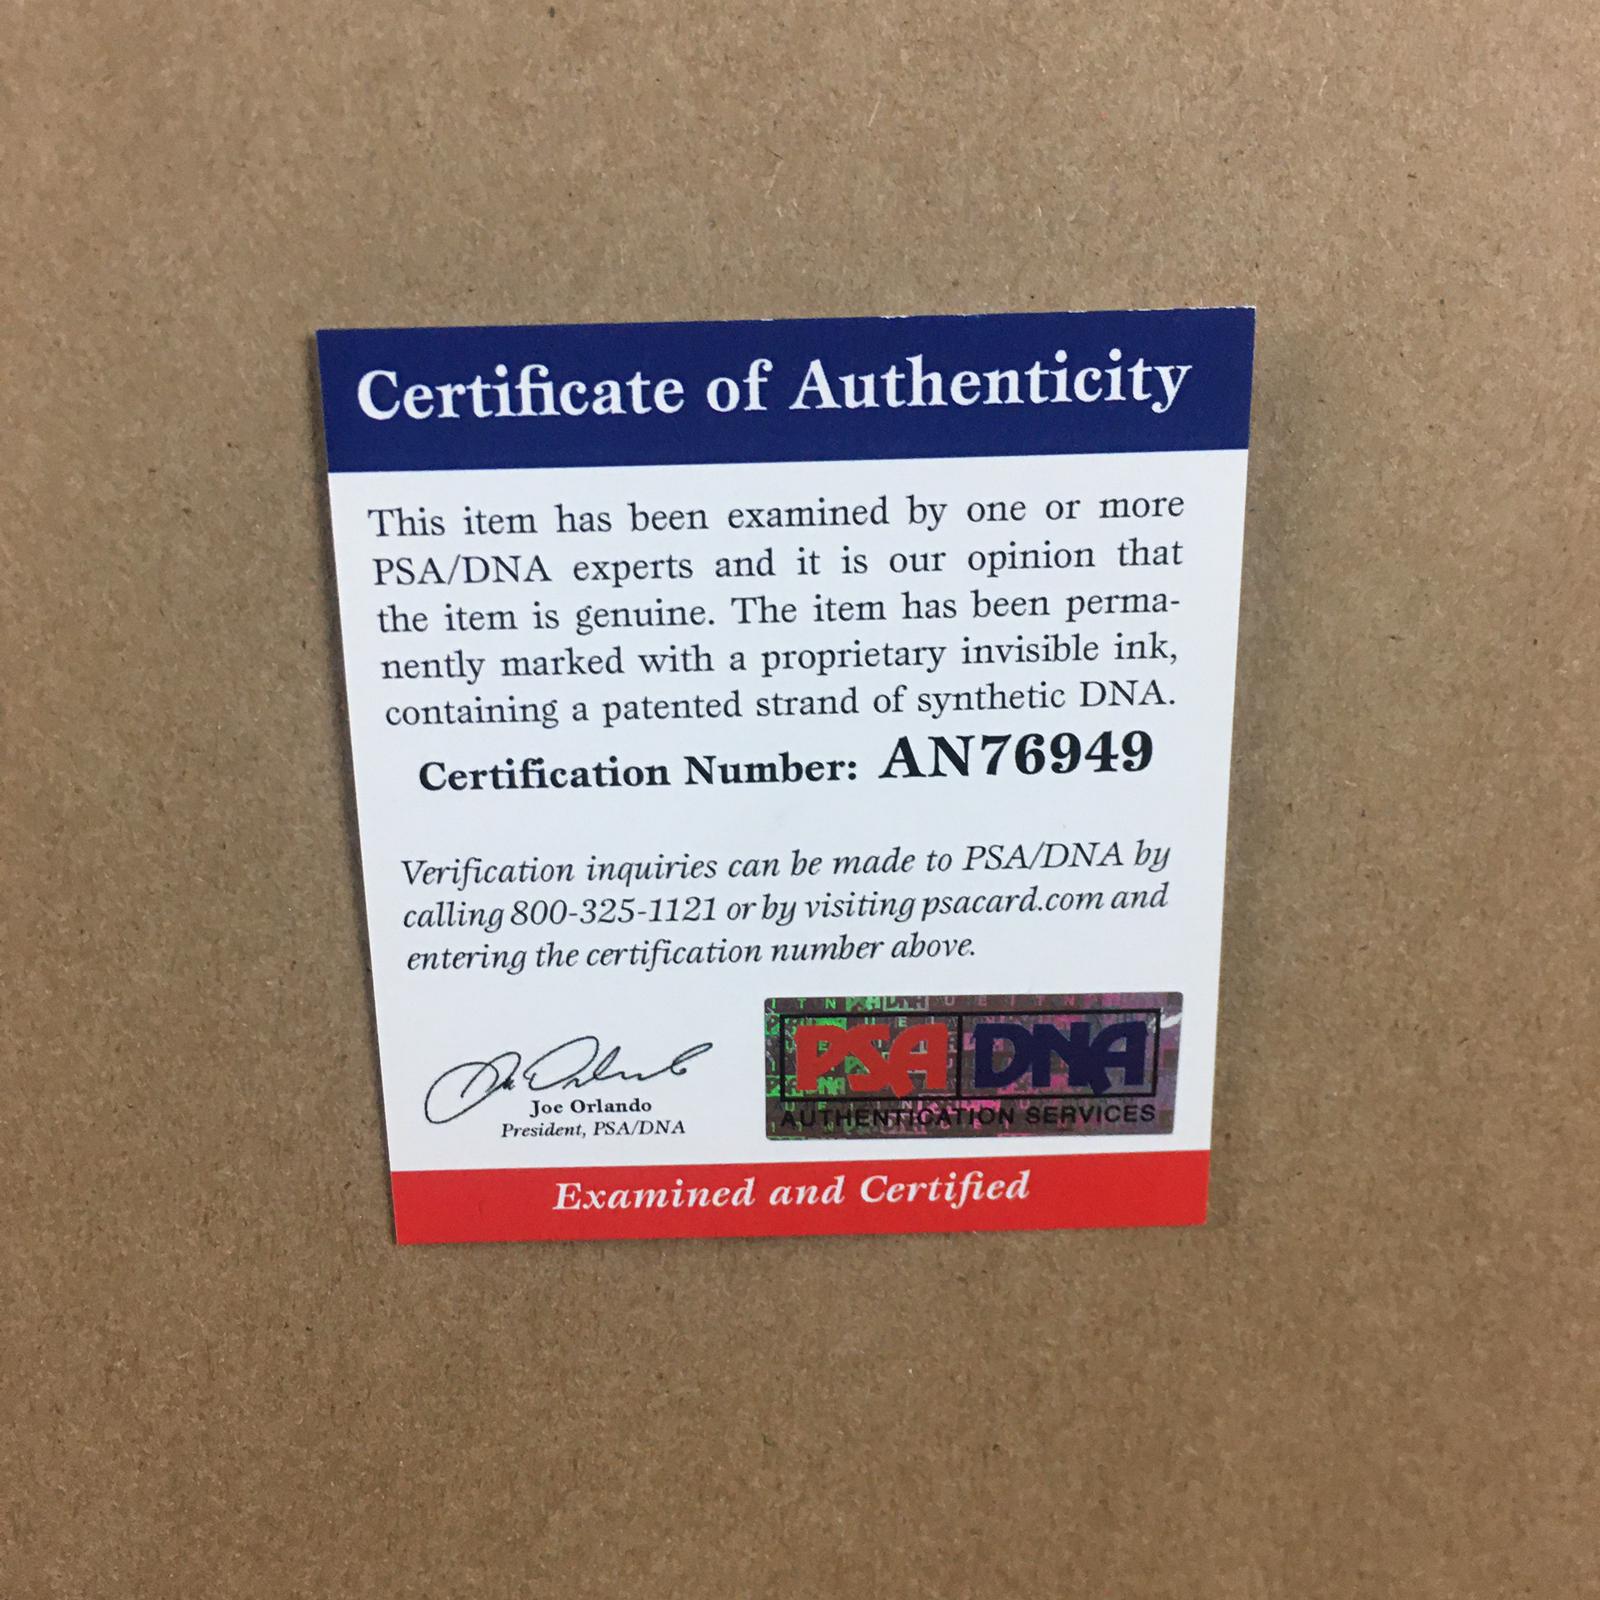 Certificate of Authenticity
This item has been examined by one or more
PSA/DNA experts and it is our opinion that
the item is genuine. The item has been perma-
nently marked with a proprietary invisible ink,
containing a patented strand of synthetic DNA.
Certification Number: AN76949
Verification inquiries can be made to PSA/DNA by
calling 800-325-1121 or by visiting psacard.com and
entering the certification number above.
Joe Orlando
President, PSA/DNA
PSA DNA
AUTHENTICATION SERVICES
Examined and Certified